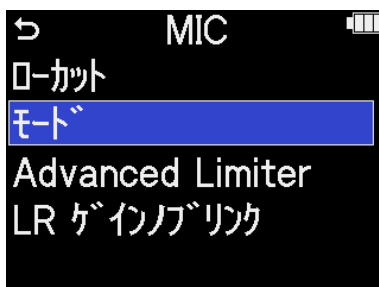 MIC
ﾛｰｶｯﾄ
ﾓｰﾄﾞ
Advanced Limiter
LR ｹﾞｲﾝﾉﾌﾞﾘﾝｸ